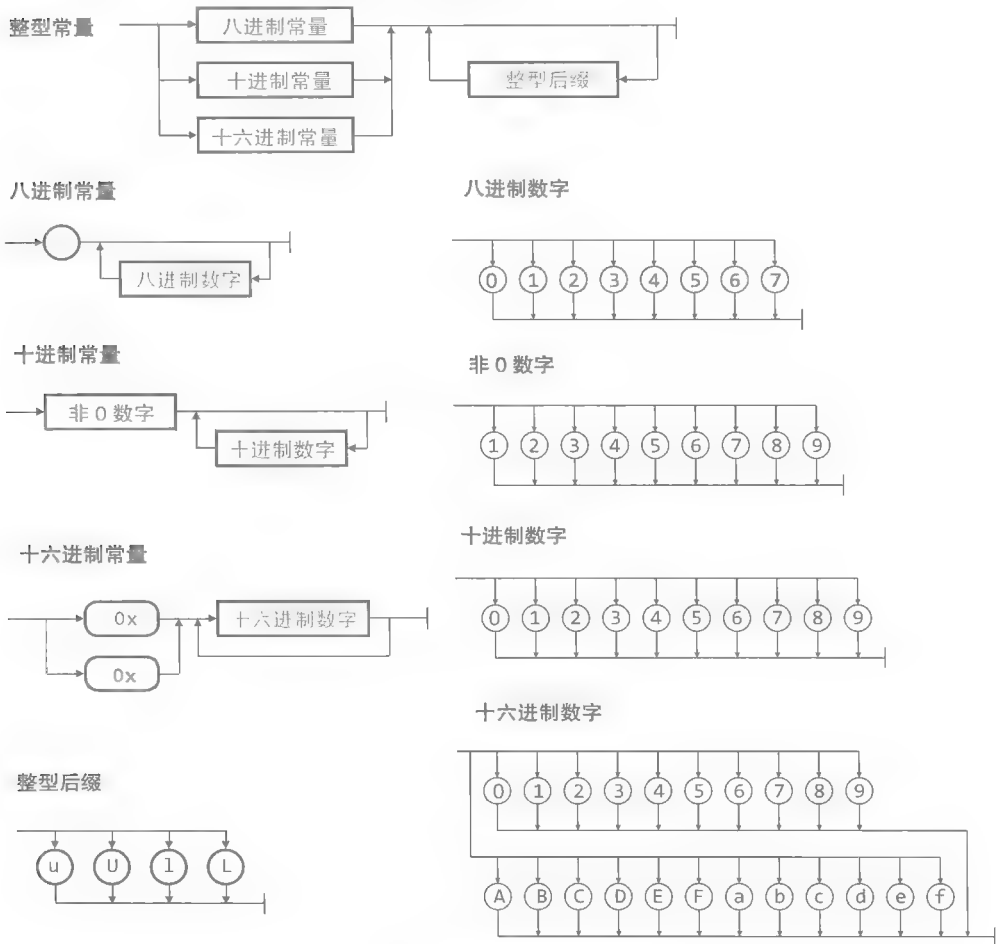 整型常量
八进制常量
十进制常量
十六进制常量
整型后缀
八进制常量
八进制数字
八进制数字
0 1 2 3 4 5 6 7
十进制常量
非 0 数字
十进制数字
非 0 数字
1 2 3 4 5 6 7 8 9
十六进制常量
0x
0x
十六进制数字
十进制数字
0 1 2 3 4 5 6 7 8 9
整型后缀
u U l L
十六进制数字
0 1 2 3 4 5 6 7 8 9
A B C D E F a b c d e f